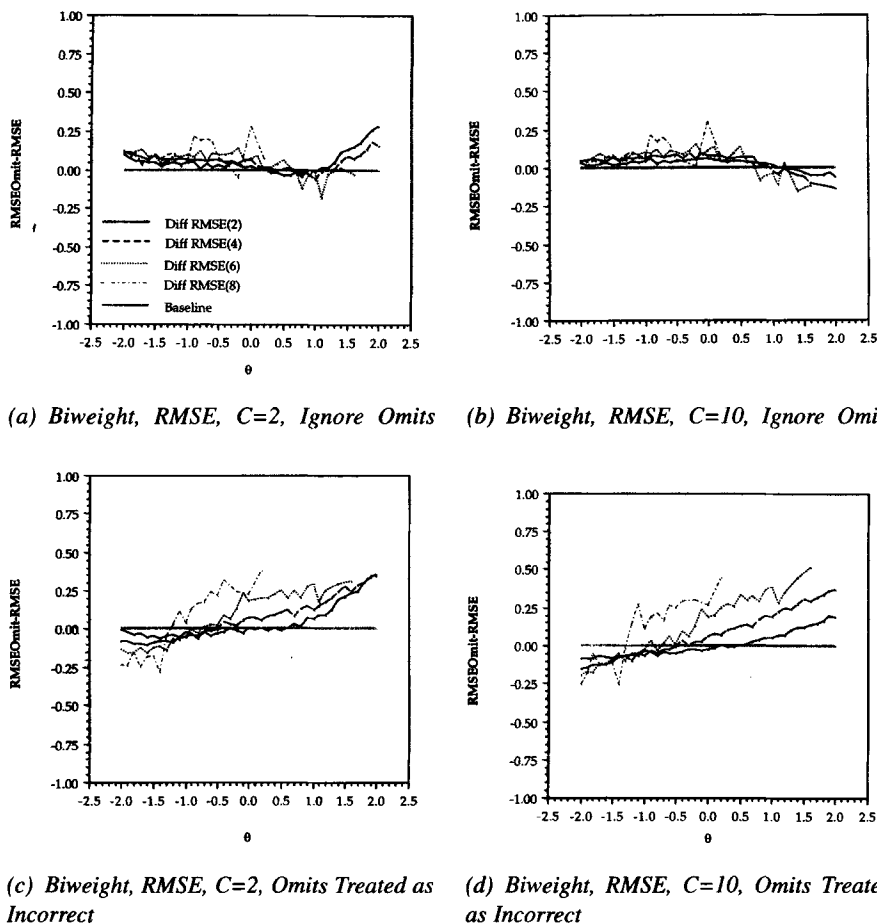 1.00
0.75
0.50
0.25
0.00
-0.25
-0.50
-0.75
-1.00
RMSEOmit-RMSE
Diff RMSE(2)
Diff RMSE(4)
Diff RMSE(6)
Diff RMSE(8)
Baseline
-2.5 -2.0 -1.5 -1.0 -0.5 0.0 0.5 1.0 1.5 2.0 2.5
θ
(a) Biweight, RMSE, C=2, Ignore Omits
1.00
0.75
0.50
0.25
0.00
-0.25
-0.50
-0.75
-1.00
RMSEOmit-RMSE
-2.5 -2.0 -1.5 -1.0 -0.5 0.0 0.5 1.0 1.5 2.0 2.5
θ
(b) Biweight, RMSE, C=10, Ignore Omi
1.00
0.75
0.50
0.25
0.00
-0.25
-0.50
-0.75
-1.00
RMSEOmit-RMSE
-2.5 -2.0 -1.5 -1.0 -0.5 0.0 0.5 1.0 1.5 2.0 2.5
θ
(c) Biweight, RMSE, C=2, Omits Treated as
Incorrect
1.00
0.75
0.50
0.25
0.00
-0.25
-0.50
-0.75
-1.00
RMSEOmit-RMSE
-2.5 -2.0 -1.5 -1.0 -0.5 0.0 0.5 1.0 1.5 2.0 2.5
θ
(d) Biweight, RMSE, C=10, Omits Treate
as Incorrect